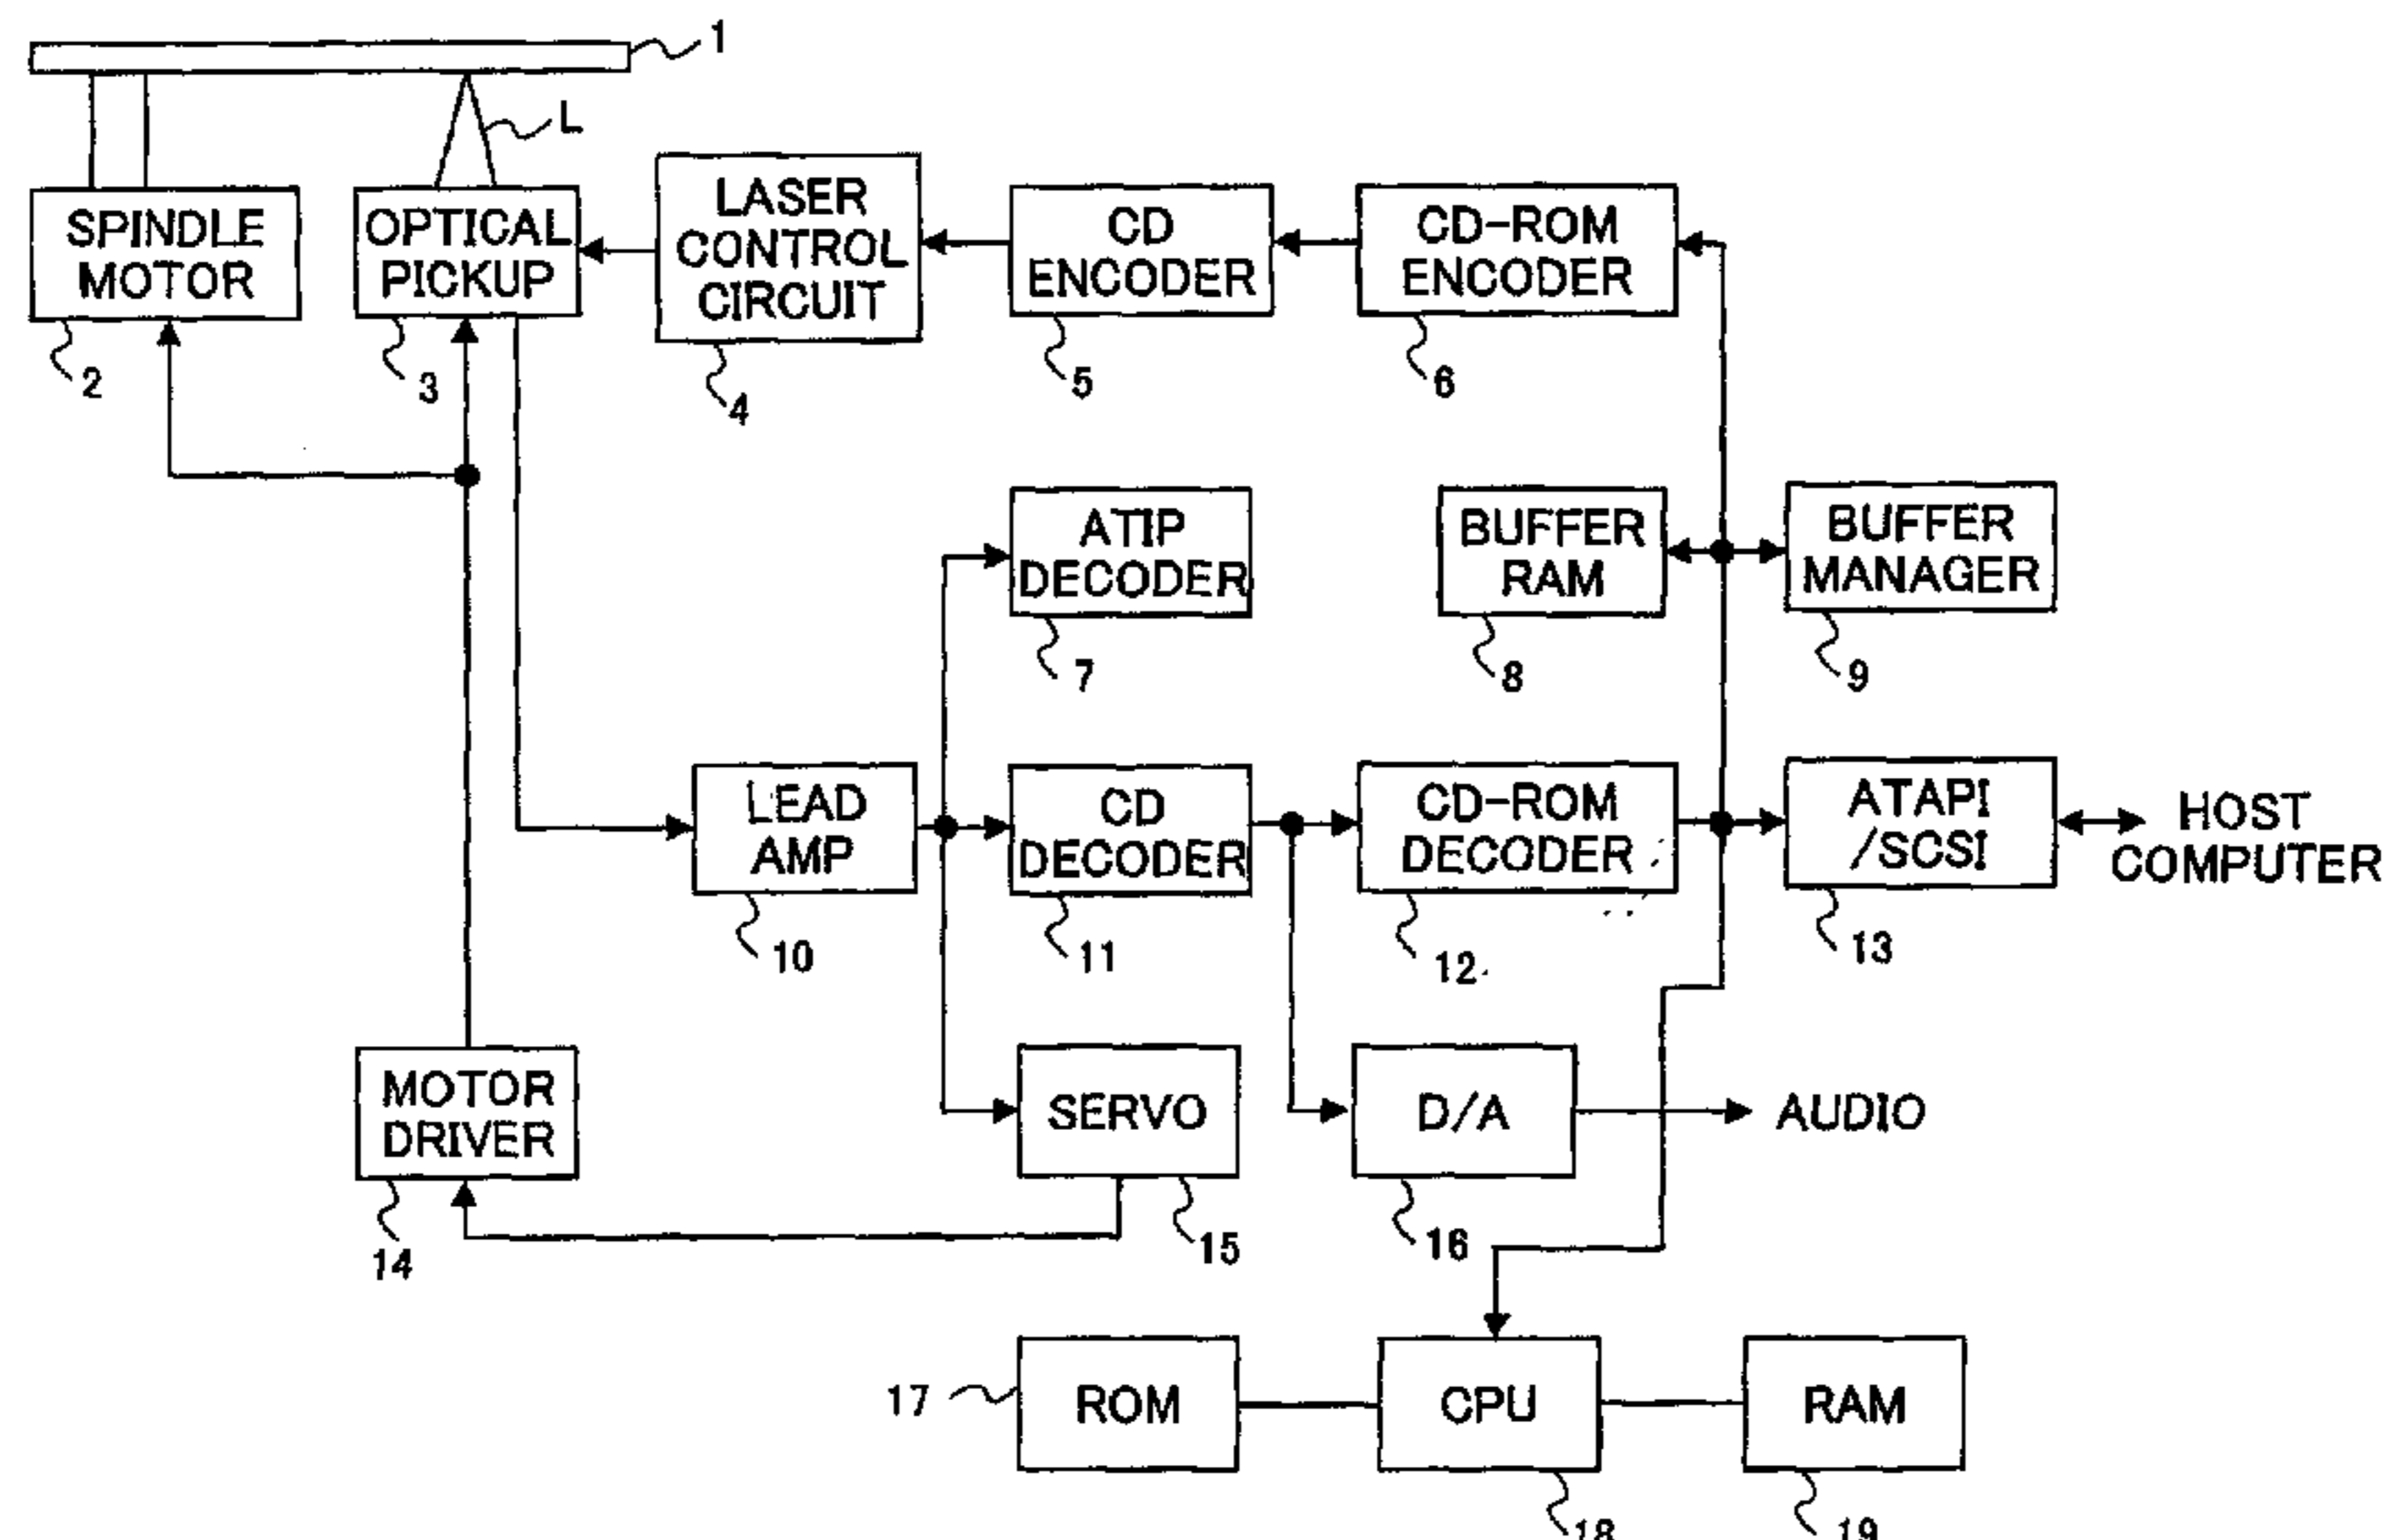 1
L
SPINDLE
MOTOR
2
OPTICAL
PICKUP
3
LASER
CONTROL
CIRCUIT
4
CD
ENCODER
5
CD-ROM
ENCODER
6
ATIP
DECODER
7
BUFFER
RAM
8
BUFFER
MANAGER
9
LEAD
AMP
10
CD
DECODER
11
CD-ROM
DECODER
12
ATAPI
/SCSI
13
HOST
COMPUTER
MOTOR
DRIVER
14
SERVO
15
D/A
16
AUDIO
17
ROM
CPU
18
RAM
19